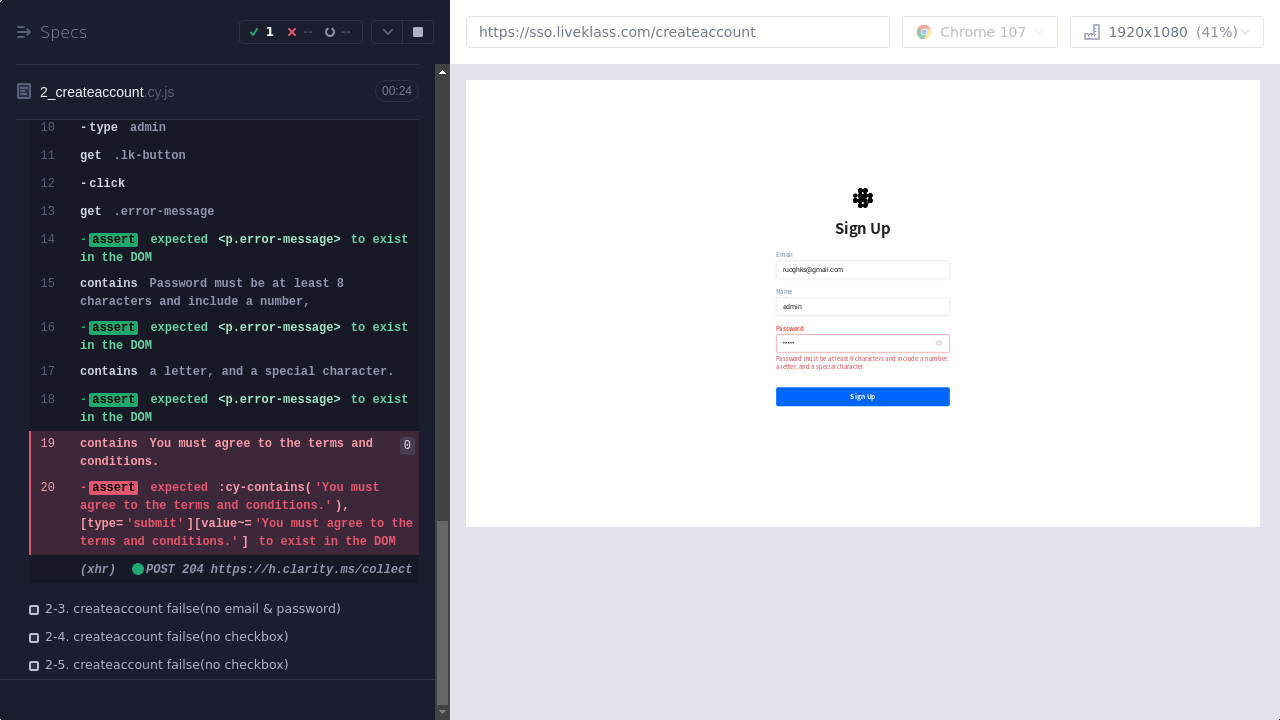 Specs
1 -- --
https://sso.liveklass.com/createaccount
Chrome 107
1920x1080 (41%)
2_createaccount.cy.js
00:24
10 -type admin
11 get .lk-button
12 -click
13 get .error-message
14 -assert expected <p.error-message> to exist
in the DOM
15 contains Password must be at least 8
characters and include a number,
16 -assert expected <p.error-message> to exist
in the DOM
17 contains a letter, and a special character.
18 -assert expected <p.error-message> to exist
in the DOM
19 contains You must agree to the terms and 0
conditions.
20 -assert expected :cy-contains('You must
agree to the terms and conditions.'),
[type='submit'][value~='You must agree to the
terms and conditions.'] to exist in the DOM
(xhr) POST 204 https://h.clarity.ms/collect
2-3. createaccount failse(no email & password)
2-4. createaccount failse(no checkbox)
2-5. createaccount failse(no checkbox)
Sign Up
Email
ruoghks@gmail.com
Name
admin
Password
•••••
Password must be at least 8 characters and include a number,
a letter, and a special character.
Sign Up